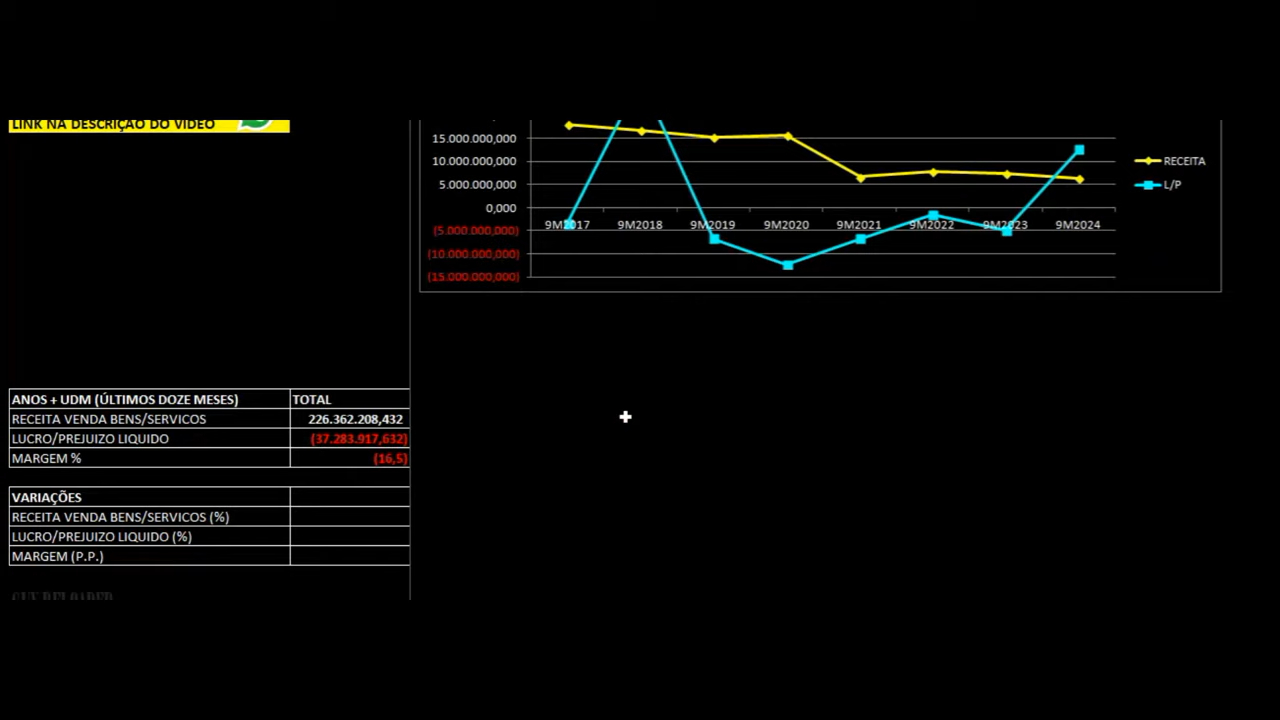 LINK NA DESCRIÇÃO DO VIDEO
15.000.000,000
10.000.000,000
5.000.000,000
0,000
(5.000.000,000)
(10.000.000,000)
(15.000.000,000)
9M2017 9M2018 9M2019 9M2020 9M2021 9M2022 9M2023 9M2024
RECEITA
L/P
ANOS + UDM (ÚLTIMOS DOZE MESES) TOTAL
RECEITA VENDA BENS/SERVICOS 226.362.208,432
LUCRO/PREJUIZO LIQUIDO (37.283.917,632)
MARGEM % (16,5)
VARIAÇÕES
RECEITA VENDA BENS/SERVICOS (%)
LUCRO/PREJUIZO LIQUIDO (%)
MARGEM (P.P.)